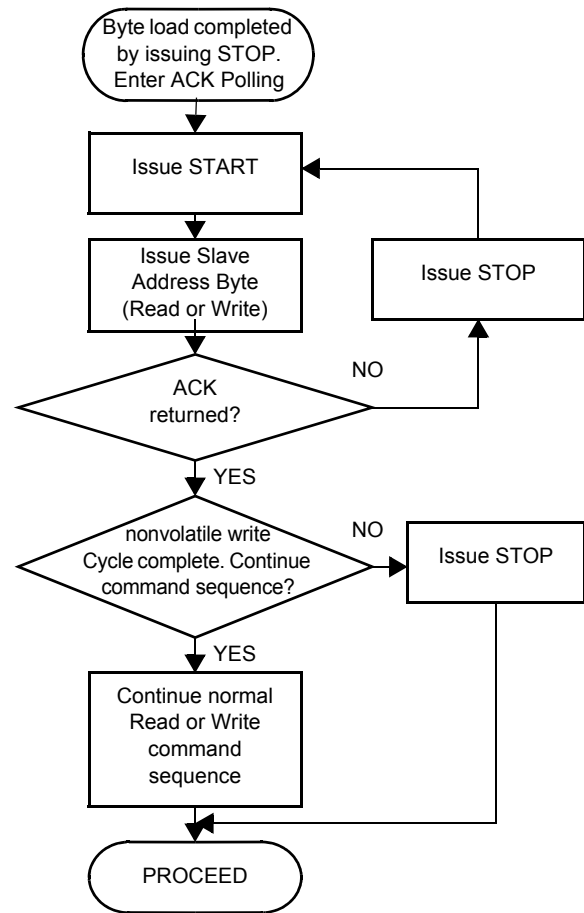 Byte load completed
by issuing STOP.
Enter ACK Polling
Issue START
Issue Slave
Address Byte
(Read or Write)
Issue STOP
ACK
returned?
NO
YES
nonvolatile write
Cycle complete. Continue
command sequence?
NO
Issue STOP
YES
Continue normal
Read or Write
command
sequence
PROCEED